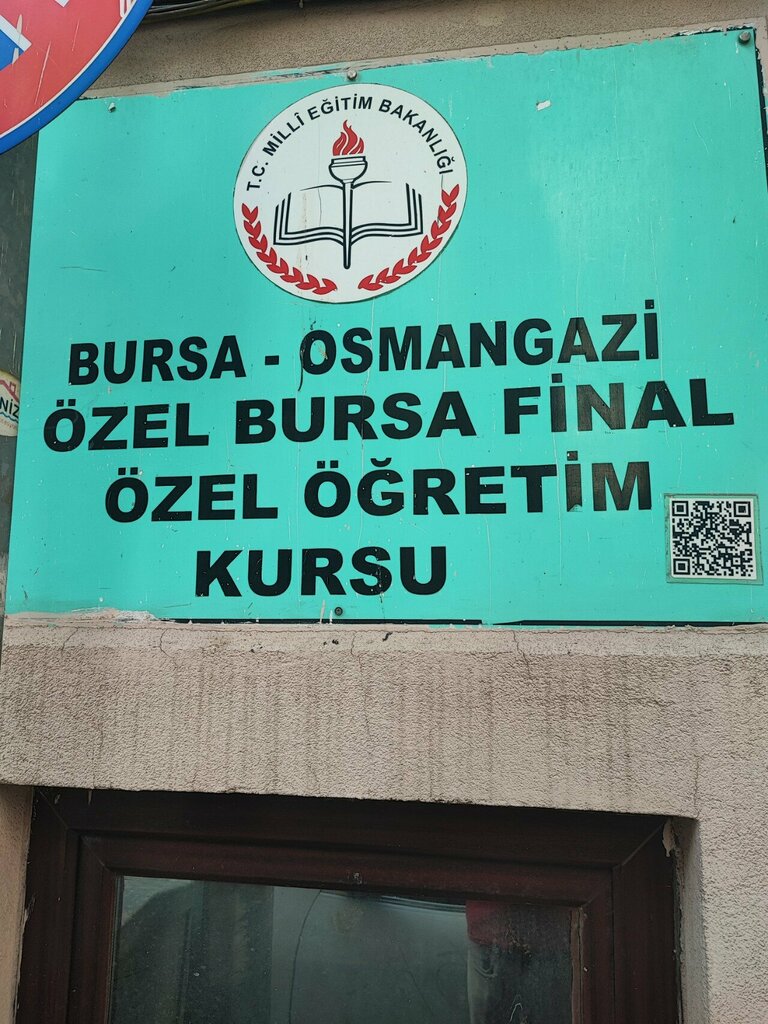 T.C. MİLLÎ EĞİTİM BAKANLIĞI
BURSA - OSMANGAZİ
ÖZEL BURSA FİNAL
ÖZEL ÖĞRETİM
KURSU